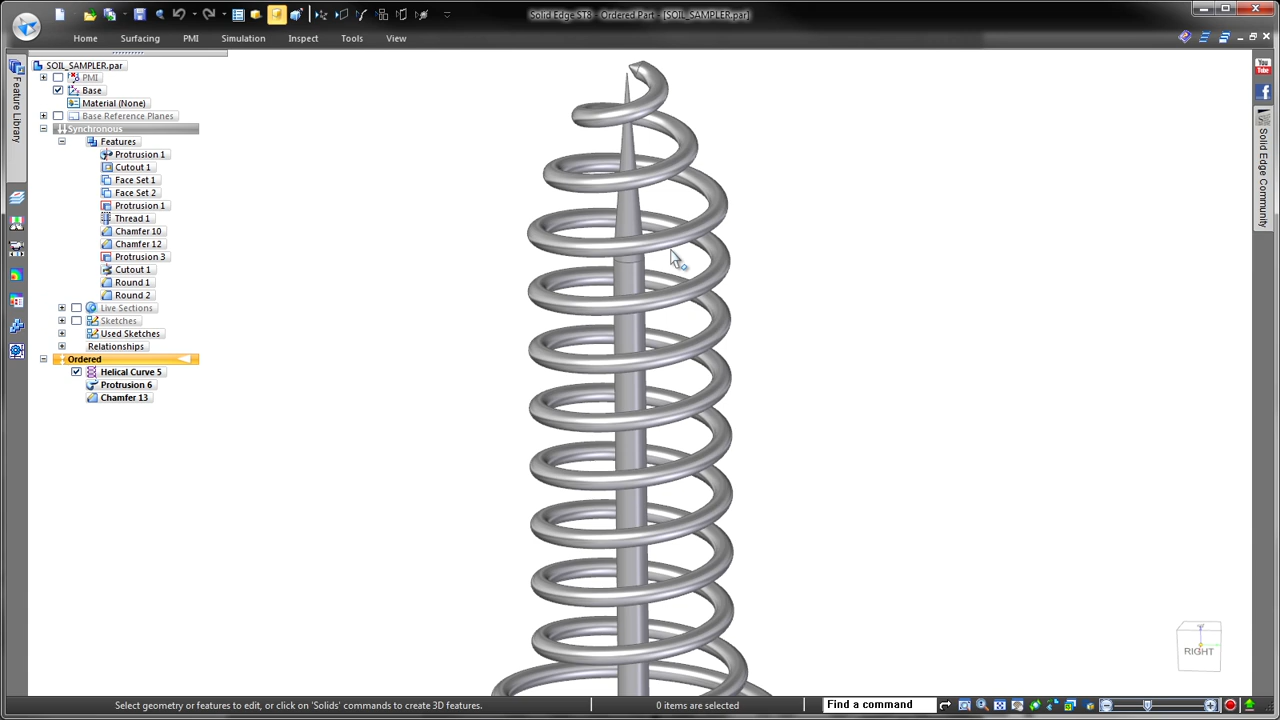 Solid Edge ST8 - Ordered Part - [SOIL_SAMPLER.par]
Home Surfacing PMI Simulation Inspect Tools View
SOIL_SAMPLER.par
PMI
Base
Material (None)
Base Reference Planes
Synchronous
Features
Protrusion 1
Cutout 1
Face Set 1
Face Set 2
Protrusion 1
Thread 1
Chamfer 10
Chamfer 12
Protrusion 3
Cutout 1
Round 1
Round 2
Live Sections
Sketches
Used Sketches
Relationships
Ordered
Helical Curve 5
Protrusion 6
Chamfer 13
Feature Library
You
Tube
Solid Edge Community
RIGHT
Select geometry or features to edit, or click on 'Solids' commands to create 3D features.
0 items are selected
Find a command